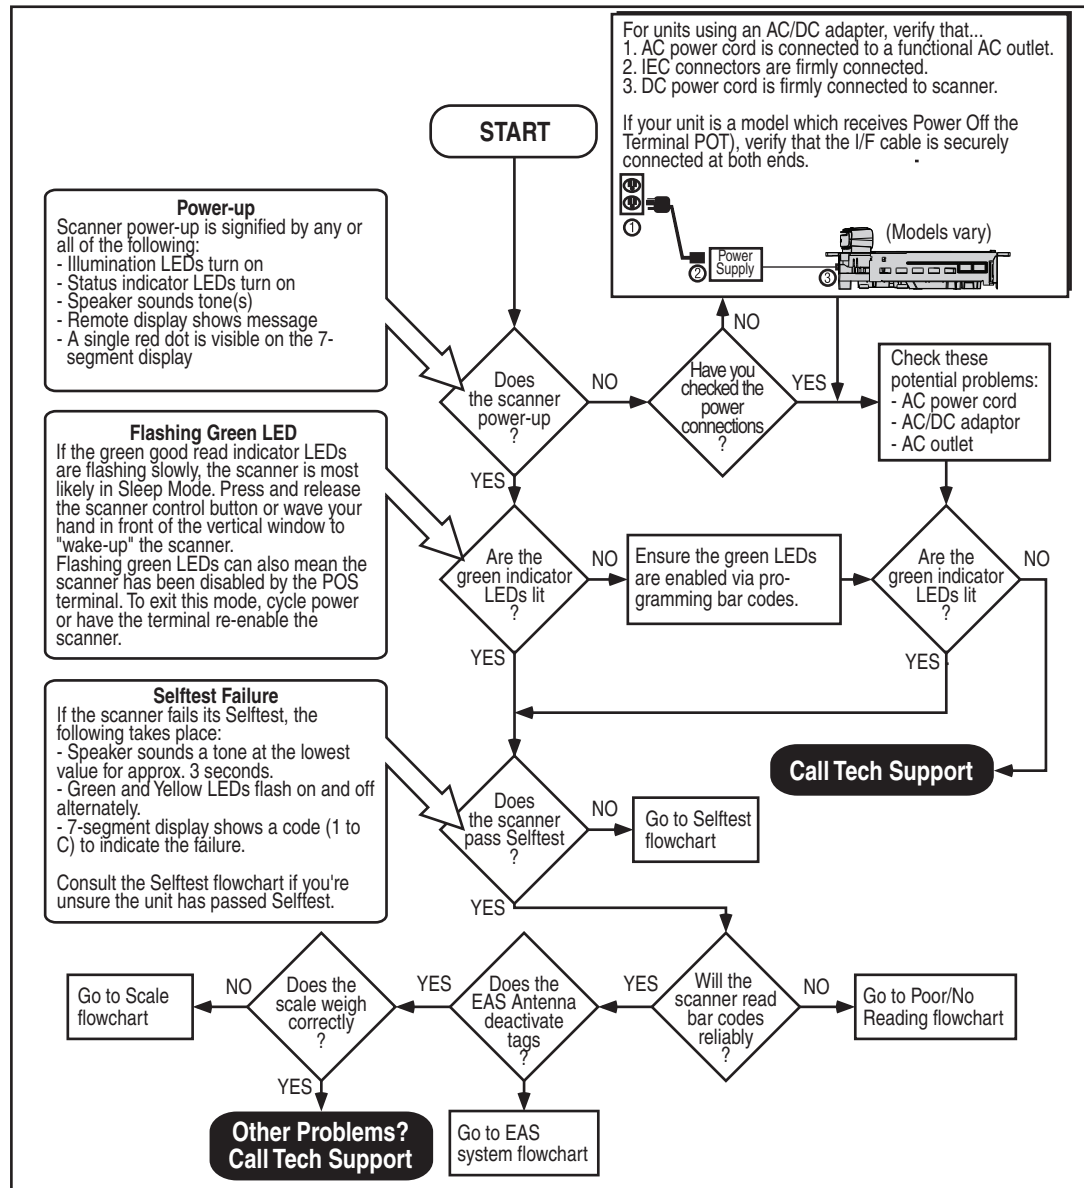 For units using an AC/DC adapter, verify that...
1. AC power cord is connected to a functional AC outlet.
2. IEC connectors are firmly connected.
3. DC power cord is firmly connected to scanner.
If your unit is a model which receives Power Off the
Terminal POT), verify that the I/F cable is securely
connected at both ends.
1
2
Power
Supply
3
(Models vary)
START
Power-up
Scanner power-up is signified by any or
all of the following:
- Illumination LEDs turn on
- Status indicator LEDs turn on
- Speaker sounds tone(s)
- Remote display shows message
- A single red dot is visible on the 7-
segment display
Does
the scanner
power-up
?
NO
YES
Have you
checked the
power
connections
?
NO
YES
Check these
potential problems:
- AC power cord
- AC/DC adaptor
- AC outlet
Flashing Green LED
If the green good read indicator LEDs
are flashing slowly, the scanner is most
likely in Sleep Mode. Press and release
the scanner control button or wave your
hand in front of the vertical window to
"wake-up" the scanner.
Flashing green LEDs can also mean the
scanner has been disabled by the POS
terminal. To exit this mode, cycle power
or have the terminal re-enable the
scanner.
Are the
green indicator
LEDs lit
?
NO
YES
Ensure the green LEDs
are enabled via pro-
gramming bar codes.
Are the
green indicator
LEDs lit
?
NO
YES
Call Tech Support
Selftest Failure
If the scanner fails its Selftest, the
following takes place:
- Speaker sounds a tone at the lowest
value for approx. 3 seconds.
- Green and Yellow LEDs flash on and off
alternately.
- 7-segment display shows a code (1 to
C) to indicate the failure.
Consult the Selftest flowchart if you're
unsure the unit has passed Selftest.
Does
the scanner
pass Selftest
?
NO
YES
Go to Selftest
flowchart
Will the
scanner read
bar codes
reliably
?
NO
YES
Go to Poor/No
Reading flowchart
Does the
EAS Antenna
deactivate
tags
?
YES
Go to EAS
system flowchart
Does the
scale weigh
correctly
?
NO
YES
Go to Scale
flowchart
Other Problems?
Call Tech Support